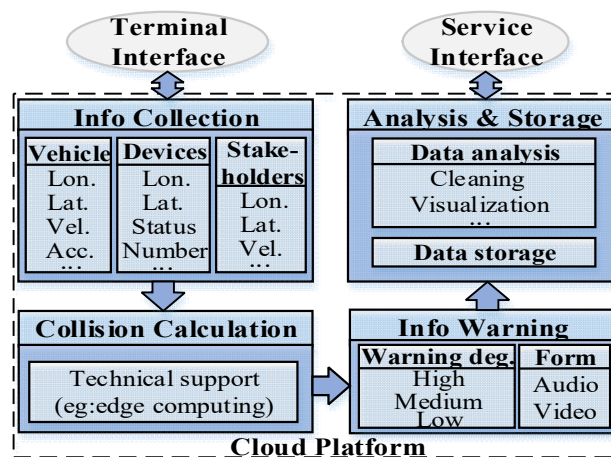 Terminal
Interface
Service
Interface
Info Collection
Vehicle
Lon.
Lat.
Vel.
Acc.
...
Devices
Lon.
Lat.
Status
Number
...
Stake-
holders
Lon.
Lat.
Vel.
...
Analysis & Storage
Data analysis
Cleaning
Visualization
...
Data storage
Collision Calculation
Technical support
(eg:edge computing)
Info Warning
Warning deg.
High
Medium
Low
Form
Audio
Video
Cloud Platform